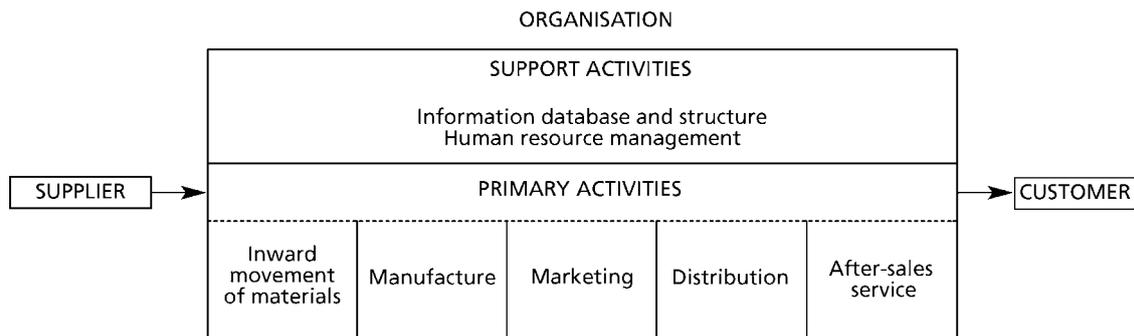 ORGANISATION
SUPPORT ACTIVITIES
Information database and structure
Human resource management
SUPPLIER
PRIMARY ACTIVITIES
CUSTOMER
Inward
movement
of materials
Manufacture
Marketing
Distribution
After-sales
service